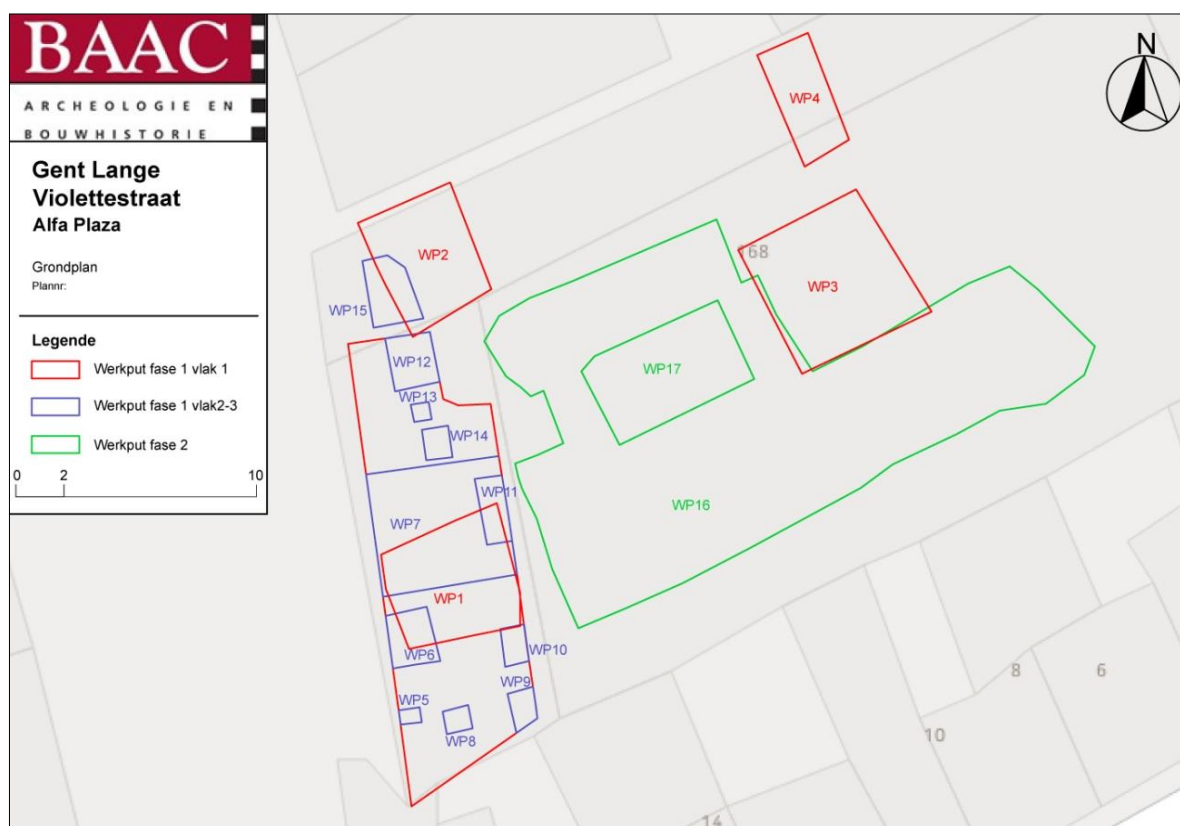 BAAC
ARCHEOLOGIE EN
BOUWHISTORIE
Gent Lange
Violettestraat
Alfa Plaza
Grondplan
Plannr:
Legende
Werkput fase 1 vlak 1
Werkput fase 1 vlak2-3
Werkput fase 2
0 2 10
N
WP4
WP2
168
WP3
WP15
WP12
WP17
WP13
WP14
WP11
WP16
WP7
WP1
WP6
WP10
WP9
WP5
WP8
8
6
10
14